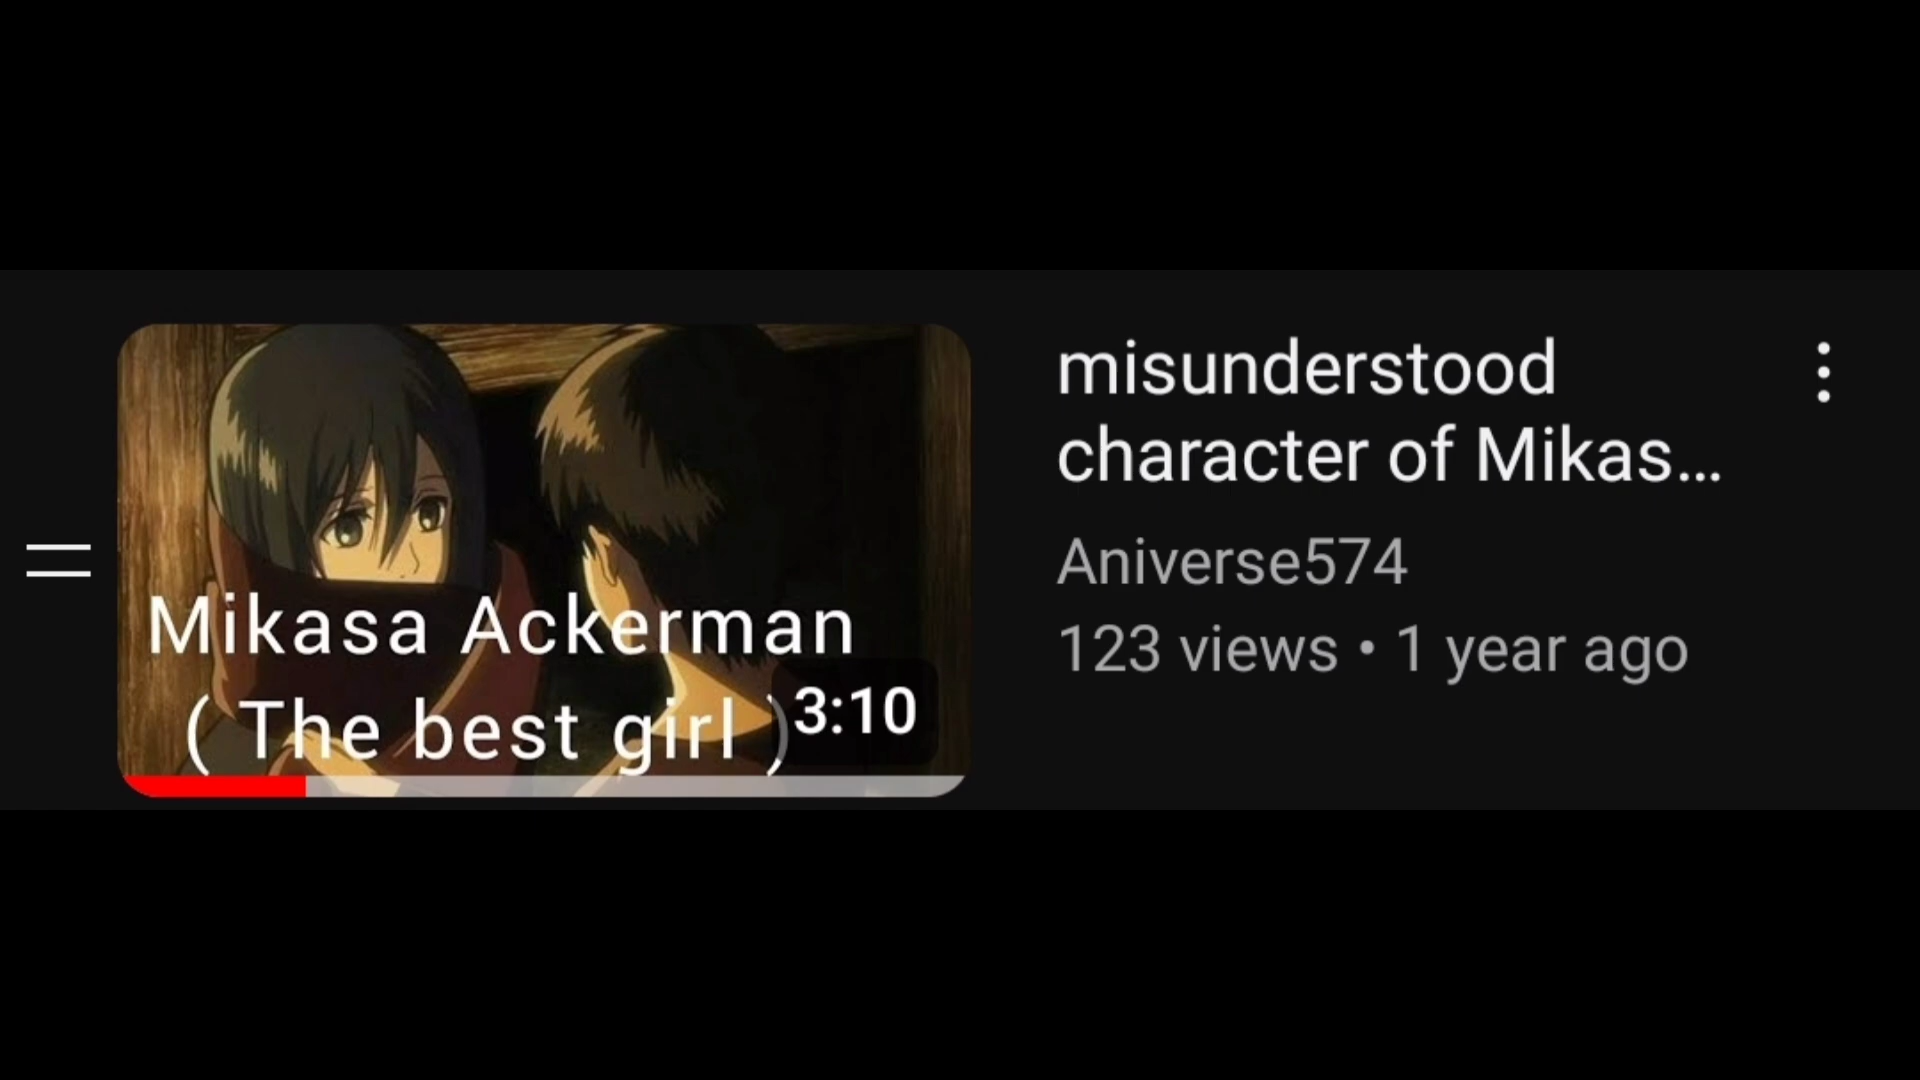 Mikasa Ackerman
( The best girl )
3:10
misunderstood
character of Mikas...
Aniverse574
123 views • 1 year ago